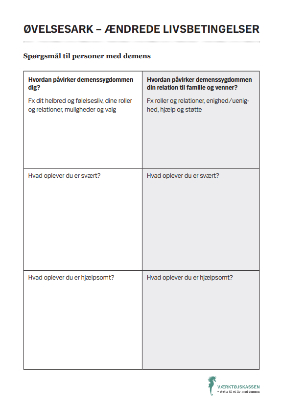 ØVELSESARK – ÆNDREDE LIVSBETINGELSER
Spørgsmål til personer med demens
Hvordan påvirker demenssygdommen
dig?
Fx dit helbred og følelsesliv, dine roller
og relationer, muligheder og valg
Hvordan påvirker demenssygdommen
din relation til familie og venner?
Fx roller og relationer, enighed/uenig-
hed, hjælp og støtte
Hvad oplever du er svært?
Hvad oplever du er svært?
Hvad oplever du er hjælpsomt?
Hvad oplever du er hjælpsomt?
VÆRKTØJSKASSEN